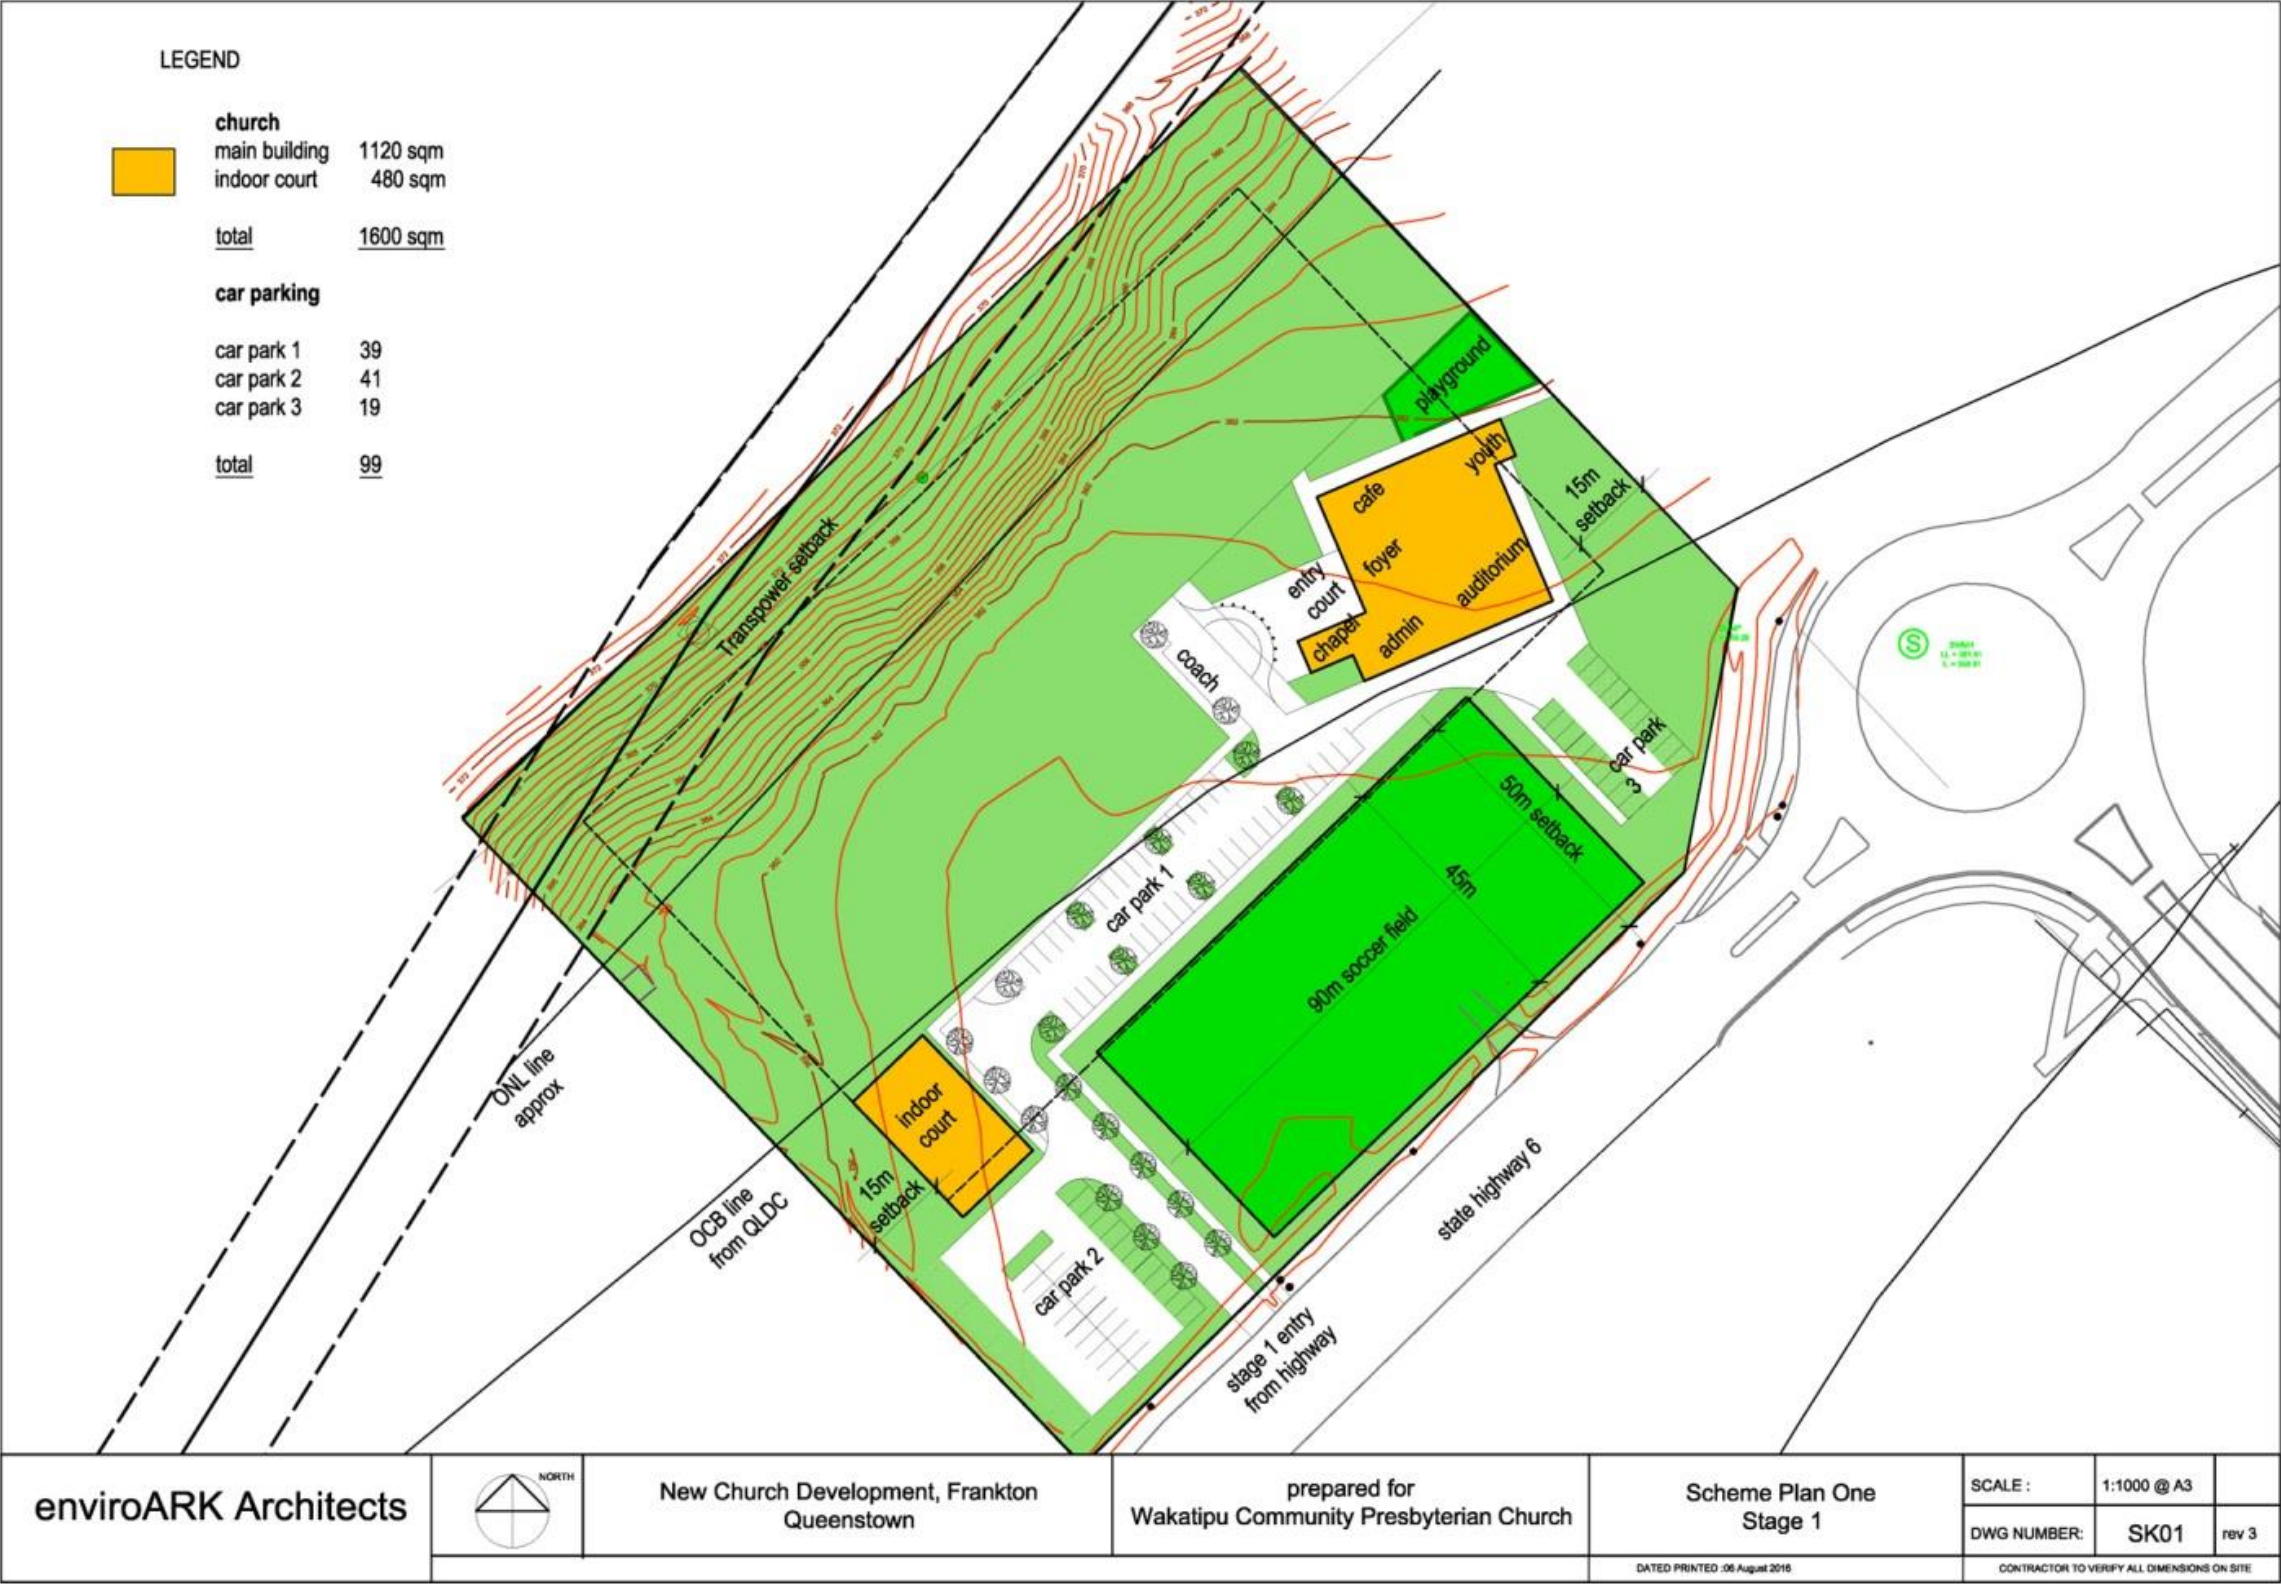 LEGEND
church
main building 1120 sqm
indoor court 480 sqm
total 1600 sqm
car parking
car park 1 39
car park 2 41
car park 3 19
total 99
playground
youth
cafe
15m
setback
foyer
auditorium
entry
court
chapel
admin
coach
Transpower setback
car park
3
50m setback
45m
90m soccer field
car park 1
indoor
court
15m
setback
car park 2
ONL line
approx
OCB line
from QLDC
state highway 6
stage 1 entry
from highway
S
enviroARK Architects
NORTH
New Church Development, Frankton
Queenstown
prepared for
Wakatipu Community Presbyterian Church
Scheme Plan One
Stage 1
SCALE : 1:1000 @ A3
DWG NUMBER: SK01 rev 3
DATED PRINTED :06 August 2016
CONTRACTOR TO VERIFY ALL DIMENSIONS ON SITE